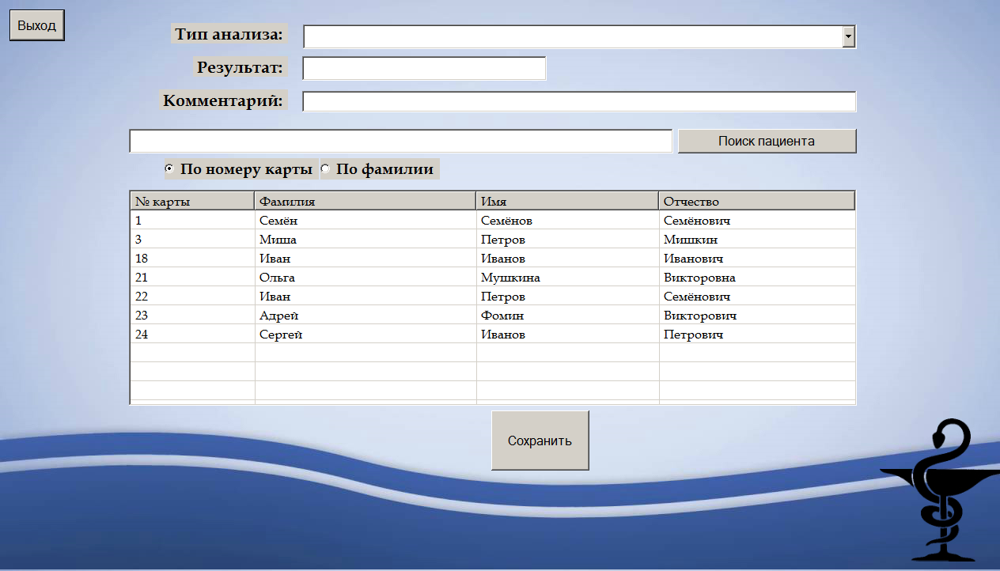 Выход
Тип анализа:
Результат:
Комментарий:
Поиск пациента
По номеру карты По фамилии
№ карты Фамилия Имя Отчество
1 Семён Семёнов Семёнович
3 Миша Петров Мишкин
18 Иван Иванов Иванович
21 Ольга Мушкина Викторовна
22 Иван Петров Семёнович
23 Адрей Фомин Викторович
24 Сергей Иванов Петрович
Сохранить